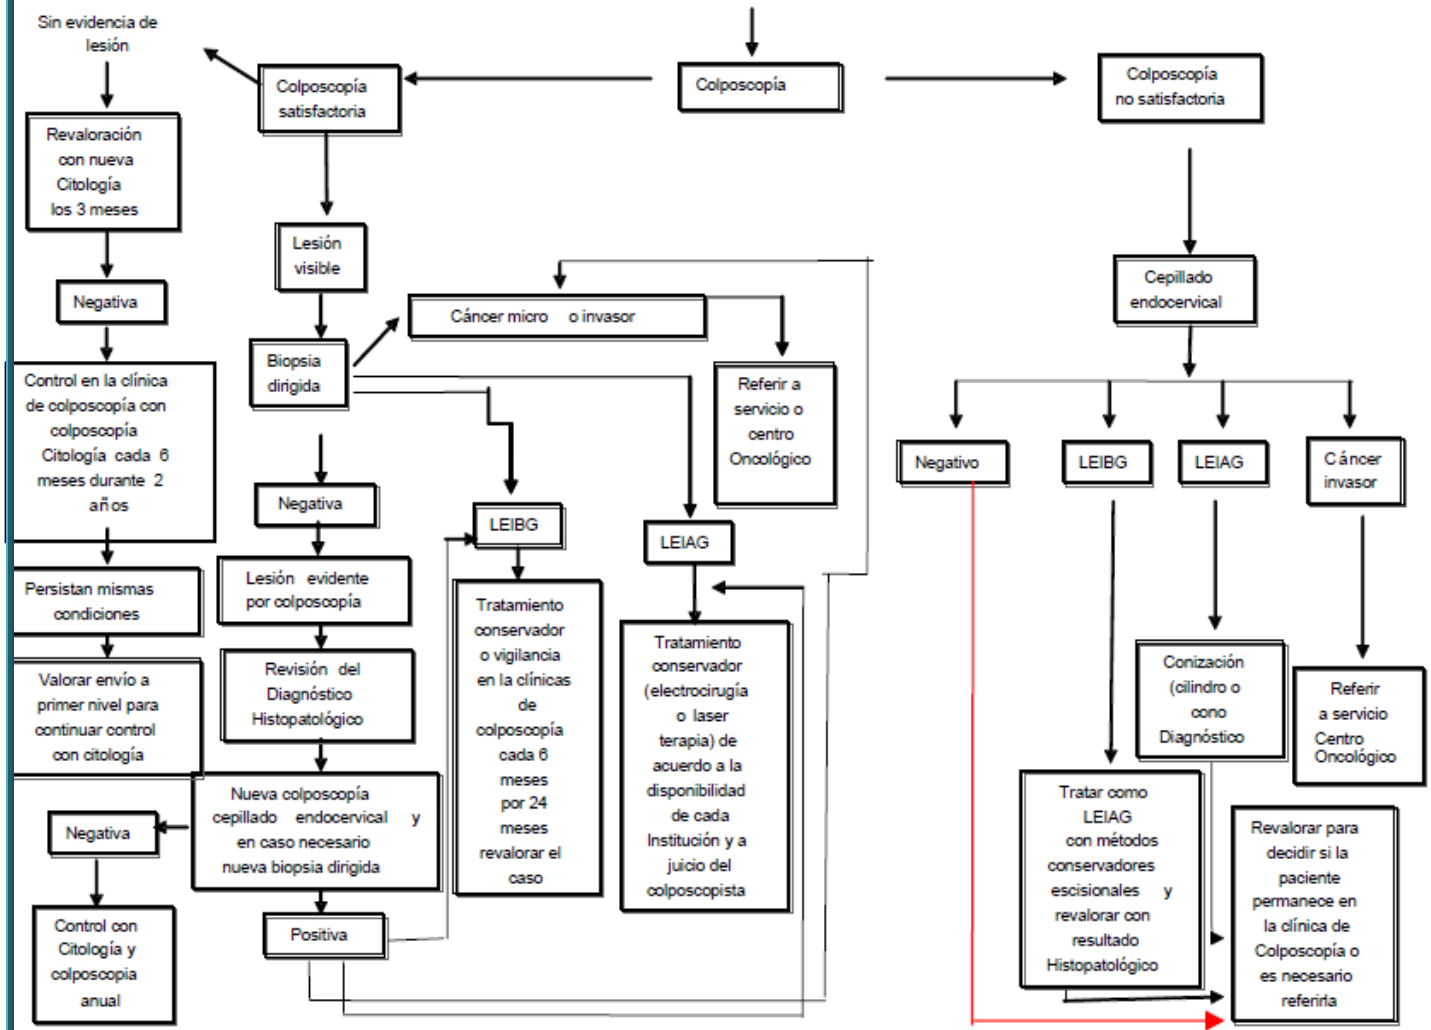 Sin evidencia de
lesión
Colposcopía
satisfactoria
Colposcopía
Colposcopía
no satisfactoria
Revaloración
con nueva
Citología
los 3 meses
Lesión
visible
Cepillado
endocervical
Negativa
Cáncer micro o invasor
Biopsia
dirigida
Control en la clínica
de colposcopía con
colposcopía
Citología cada 6
meses durante 2
años
Referir a
servicio o
centro
Oncológico
Negativo
LEIBG
LEIAG
Cáncer
invasor
Negativa
LEIBG
LEIAG
Lesión evidente
por colposcopía
Persistan mismas
condiciones
Tratamiento
conservador
o vigilancia
en la clínicas
de
colposcopía
cada 6
meses
por 24
meses
revalorar el
caso
Tratamiento
conservador
(electrocirugía
o laser
terapia) de
acuerdo a la
disponibilidad
de cada
Institución y a
juicio del
colposcopista
Revisión del
Diagnóstico
Histopatológico
Valorar envío a
primer nivel para
continuar control
con citología
Conización
(cilindro o
cono
Diagnóstico
Referir
a servicio
Centro
Oncológico
Nueva colposcopía
cepillado endocervical y
en caso necesario
nueva biopsia dirigida
Negativa
Tratar como
LEIAG
con métodos
conservadores
escisionales y
revalorar con
resultado
Histopatológico
Revalorar para
decidir si la
paciente
permanece en
la clínica de
Colposcopía o
es necesario
referirla
Positiva
Control con
Citología y
colposcopia
anual